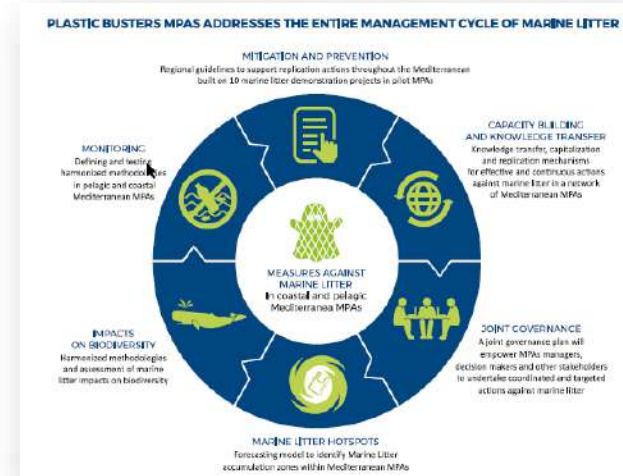 PLASTIC BUSTERS MPAS ADDRESSES THE ENTIRE MANAGEMENT CYCLE OF MARINE LITTER
MITIGATION AND PREVENTION
Regional guidelines to support replication actions throughout the Mediterranean
built on 10 marine litter demonstration projects in pilot MPAs
MONITORING
Defining and testing
harmonized methodologies
in pelagic and coastal
Mediterranean MPAs
CAPACITY BUILDING
AND KNOWLEDGE TRANSFER
Knowledge transfer, capitalization
and replication mechanisms
for effective and continuous actions
against marine litter in a network
of Mediterranean MPAs
MEASURES AGAINST
MARINE LITTER
In coastal and pelagic
Mediterranea MPAs
IMPACTS
ON BIODIVERSITY
Harmonized methodologies
and assessment of marine
litter impacts on biodiversity
JOINT GOVERNANCE
A joint governance plan will
empower MPAs managers,
decision makers and other stakeholders
to undertake coordinated and targeted
actions against marine litter
MARINE LITTER HOTSPOTS
Forecasting model to identify Marine Litter
accumulation zones within Mediterranean MPAs